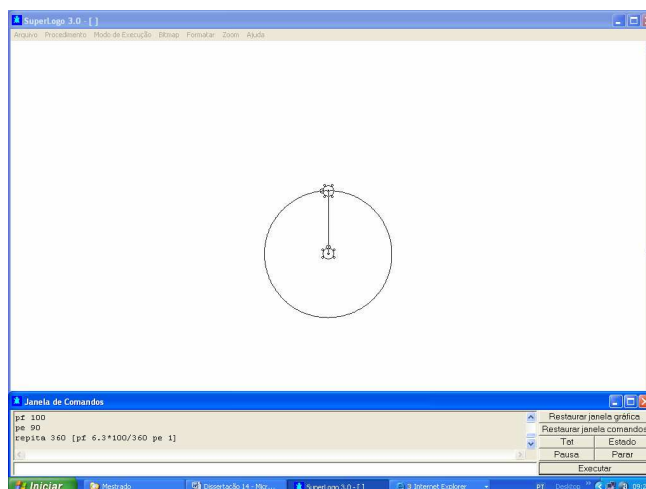 SuperLogo 3.0 - [ ]
Arquivo Procedimento Modo de Execução Bitmap Formatar Zoom Ajuda
Janela de Comandos
pf 100
pe 90
repita 360 [pf 6.3*100/360 pe 1]
Restaurar janela gráfica
Restaurar janela comandos
Tat Estado
Pausa Parar
Executar
Iniciar Mestrado Dissertação 14 - Micr... SuperLogo 3.0 - [ ] 3 Internet Explorer PT Desktop